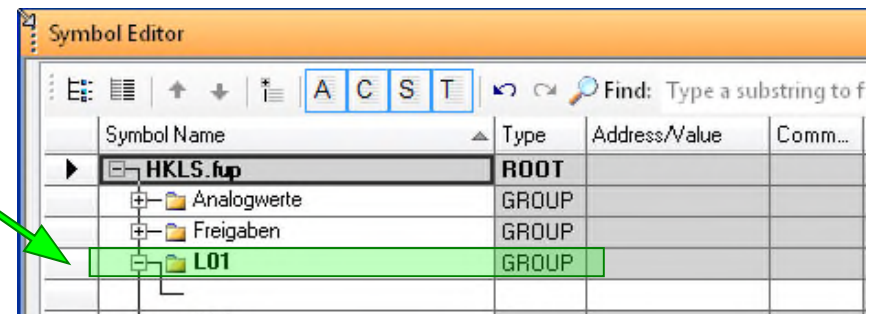 Symbol Editor
A C S T Find: Type a substring to f
Symbol Name Type Address/Value Comm...
HKLS.fup ROOT
Analogwerte GROUP
Freigaben GROUP
L01 GROUP